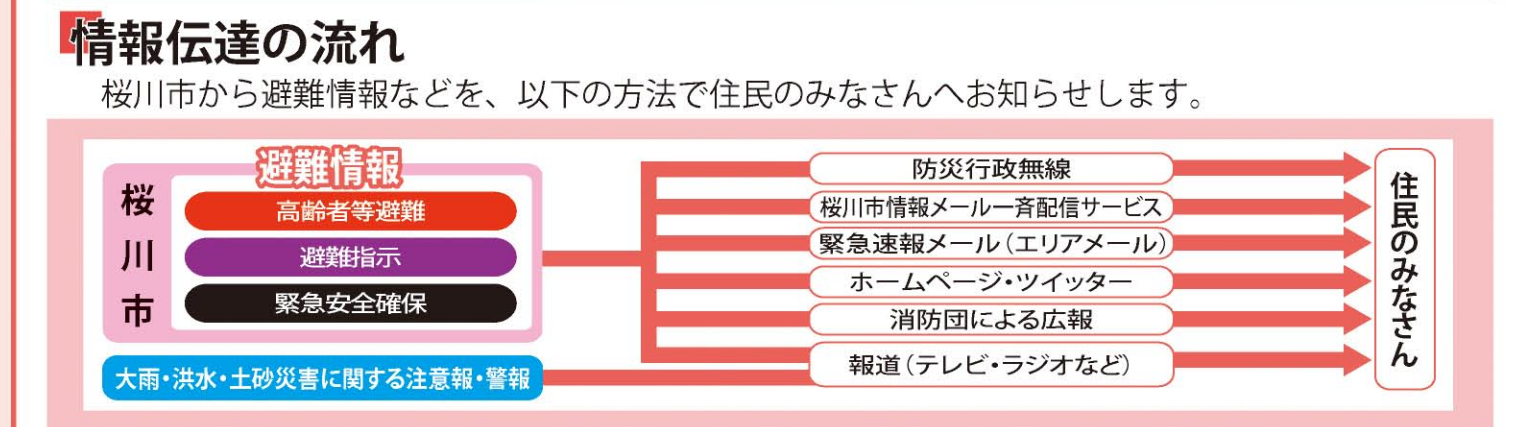 情報伝達の流れ
桜川市から避難情報などを、以下の方法で住民のみなさんへお知らせします。
桜川市
避難情報
高齢者等避難
避難指示
緊急安全確保
大雨・洪水・土砂災害に関する注意報・警報
防災行政無線
桜川市情報メール一斉配信サービス
緊急速報メール（エリアメール）
ホームページ・ツイッター
消防団による広報
報道（テレビ・ラジオなど）
住民のみなさん